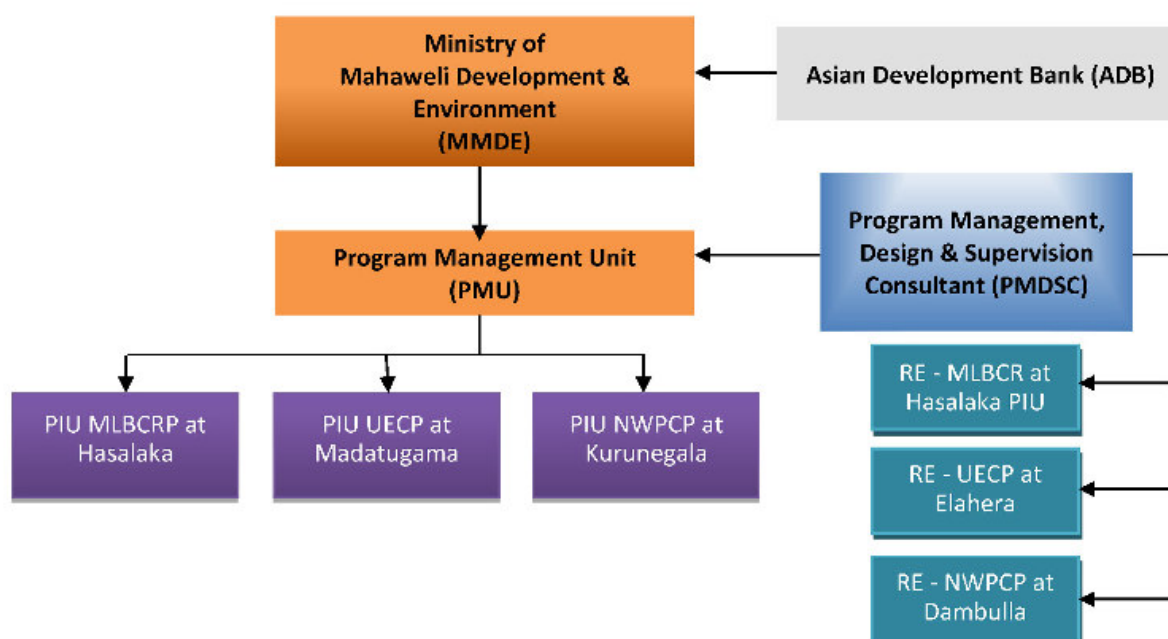 Ministry of
Mahaweli Development &
Environment
(MMDE)
Asian Development Bank (ADB)
Program Management Unit
(PMU)
Program Management,
Design & Supervision
Consultant (PMDSC)
PIU MLBCRP at
Hasalaka
PIU UECP at
Madatugama
PIU NWPCP at
Kurunegala
RE - MLBCR at
Hasalaka PIU
RE - UECP at
Elahera
RE - NWPCP at
Dambulla